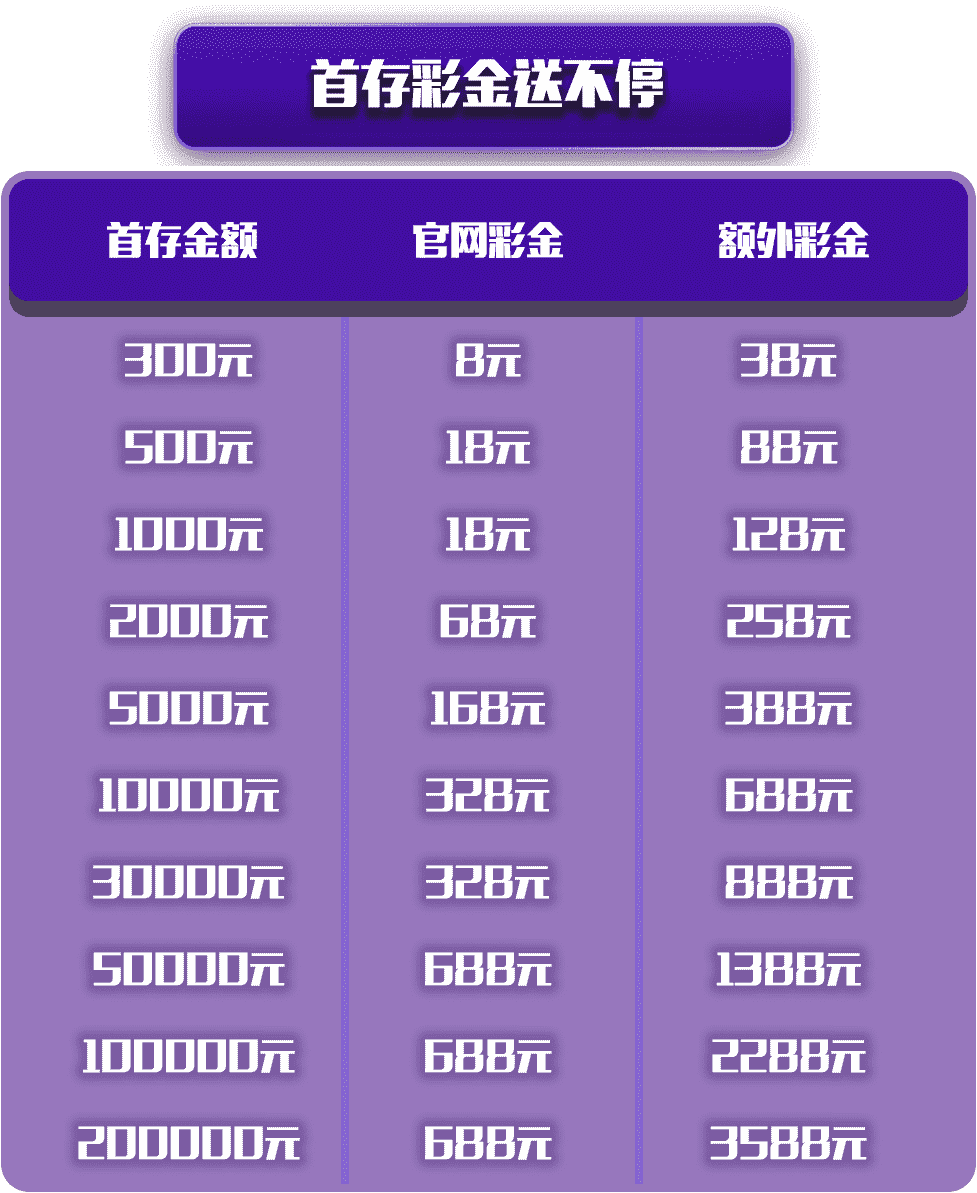 首存彩金送不停
首存金额 官网彩金 额外彩金
300元 8元 38元
500元 18元 88元
1000元 18元 128元
2000元 68元 258元
5000元 168元 388元
10000元 328元 688元
30000元 328元 888元
50000元 688元 1388元
100000元 688元 2288元
200000元 688元 3588元